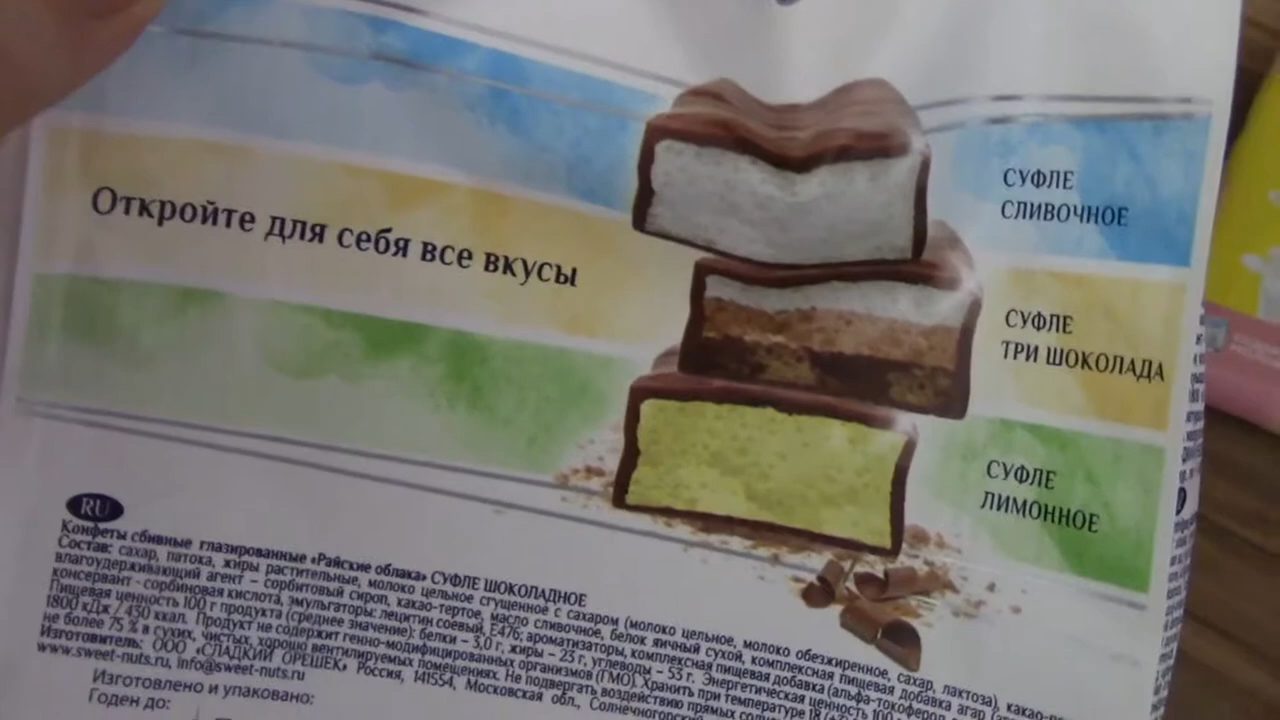 Откройте для себя все вкусы
СУФЛЕ
СЛИВОЧНОЕ
СУФЛЕ
ТРИ ШОКОЛАДА
СУФЛЕ
ЛИМОННОЕ
RU
Конфеты сбивные глазированные «Райские облака» СУФЛЕ ШОКОЛАДНОЕ
Состав: сахар, патока, жиры растительные, молоко цельное сгущенное с сахаром (молоко цельное, молоко обезжиренное, сахар, лактоза), какао-
влагоудерживающий агент – сорбитовый сироп, какао-тертое, масло сливочное, белок яичный сухой, комплексная пищевая добавка агар
консервант - сорбиновая кислота, эмульгаторы: лецитин соевый, Е476; ароматизаторы, комплексная пищевая добавка (альфа-токоферол
Пищевая ценность 100 г продукта (среднее значение): белки – 3,0 г, жиры – 23 г, углеводы – 53 г. Энергетическая ценность 100
1800 кДж / 430 ккал. Продукт не содержит генно-модифицированных организмов (ГМО). Хранить при температуре 18
не более 75 % в сухих, чистых, хорошо вентилируемых помещениях. Не подвергать воздействию прямых
Изготовитель: ООО «СЛАДКИЙ ОРЕШЕК» Россия, 141554, Московская обл., Солнечногорский
www.sweet-nuts.ru, info@sweet-nuts.ru
Изготовлено и упаковано:
Годен до: